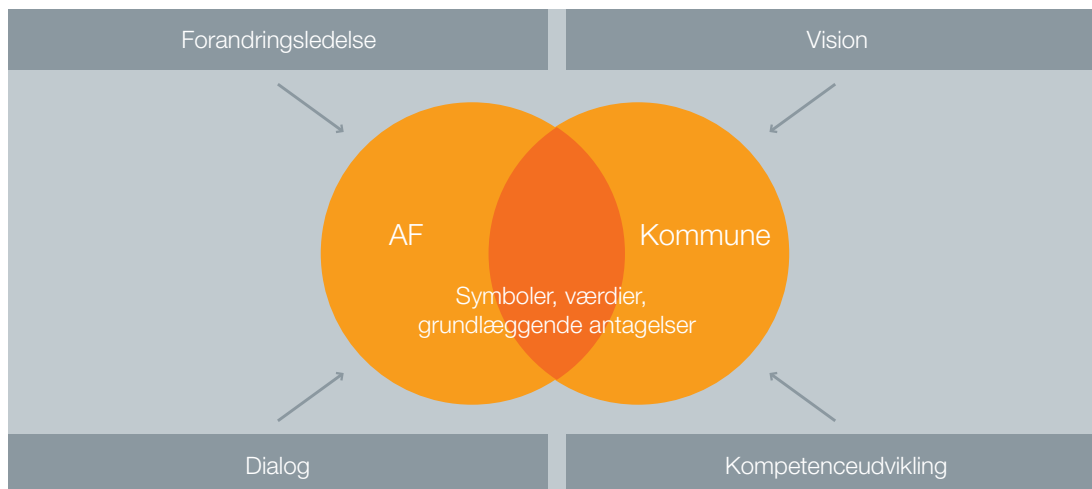 Forandringsledelse
Vision
AF
Kommune
Symboler, værdier,
grundlæggende antagelser
Dialog
Kompetenceudvikling